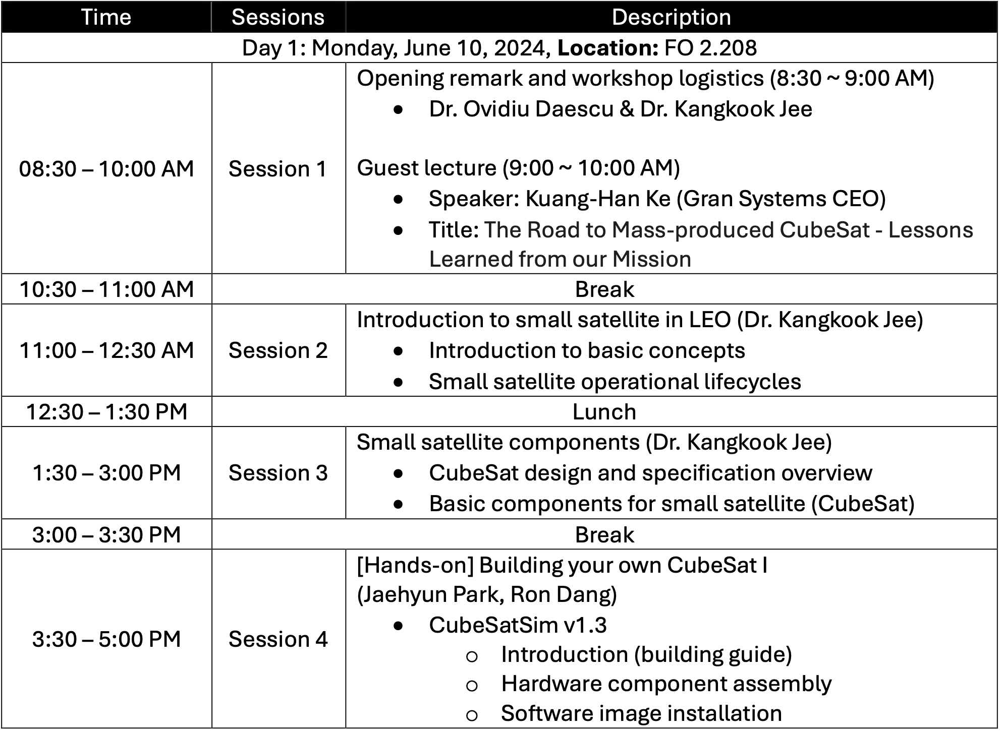 Time Sessions Description
Day 1: Monday, June 10, 2024, Location: FO 2.208
08:30 – 10:00 AM
Session 1
Opening remark and workshop logistics (8:30 ~ 9:00 AM)
● Dr. Ovidiu Daescu & Dr. Kangkook Jee
Guest lecture (9:00 ~ 10:00 AM)
● Speaker: Kuang-Han Ke (Gran Systems CEO)
● Title: The Road to Mass-produced CubeSat - Lessons
Learned from our Mission
10:30 – 11:00 AM Break
11:00 – 12:30 AM
Session 2
Introduction to small satellite in LEO (Dr. Kangkook Jee)
● Introduction to basic concepts
● Small satellite operational lifecycles
12:30 – 1:30 PM Lunch
1:30 – 3:00 PM
Session 3
Small satellite components (Dr. Kangkook Jee)
● CubeSat design and specification overview
● Basic components for small satellite (CubeSat)
3:00 – 3:30 PM Break
3:30 – 5:00 PM
Session 4
[Hands-on] Building your own CubeSat I
(Jaehyun Park, Ron Dang)
● CubeSatSim v1.3
○ Introduction (building guide)
○ Hardware component assembly
○ Software image installation